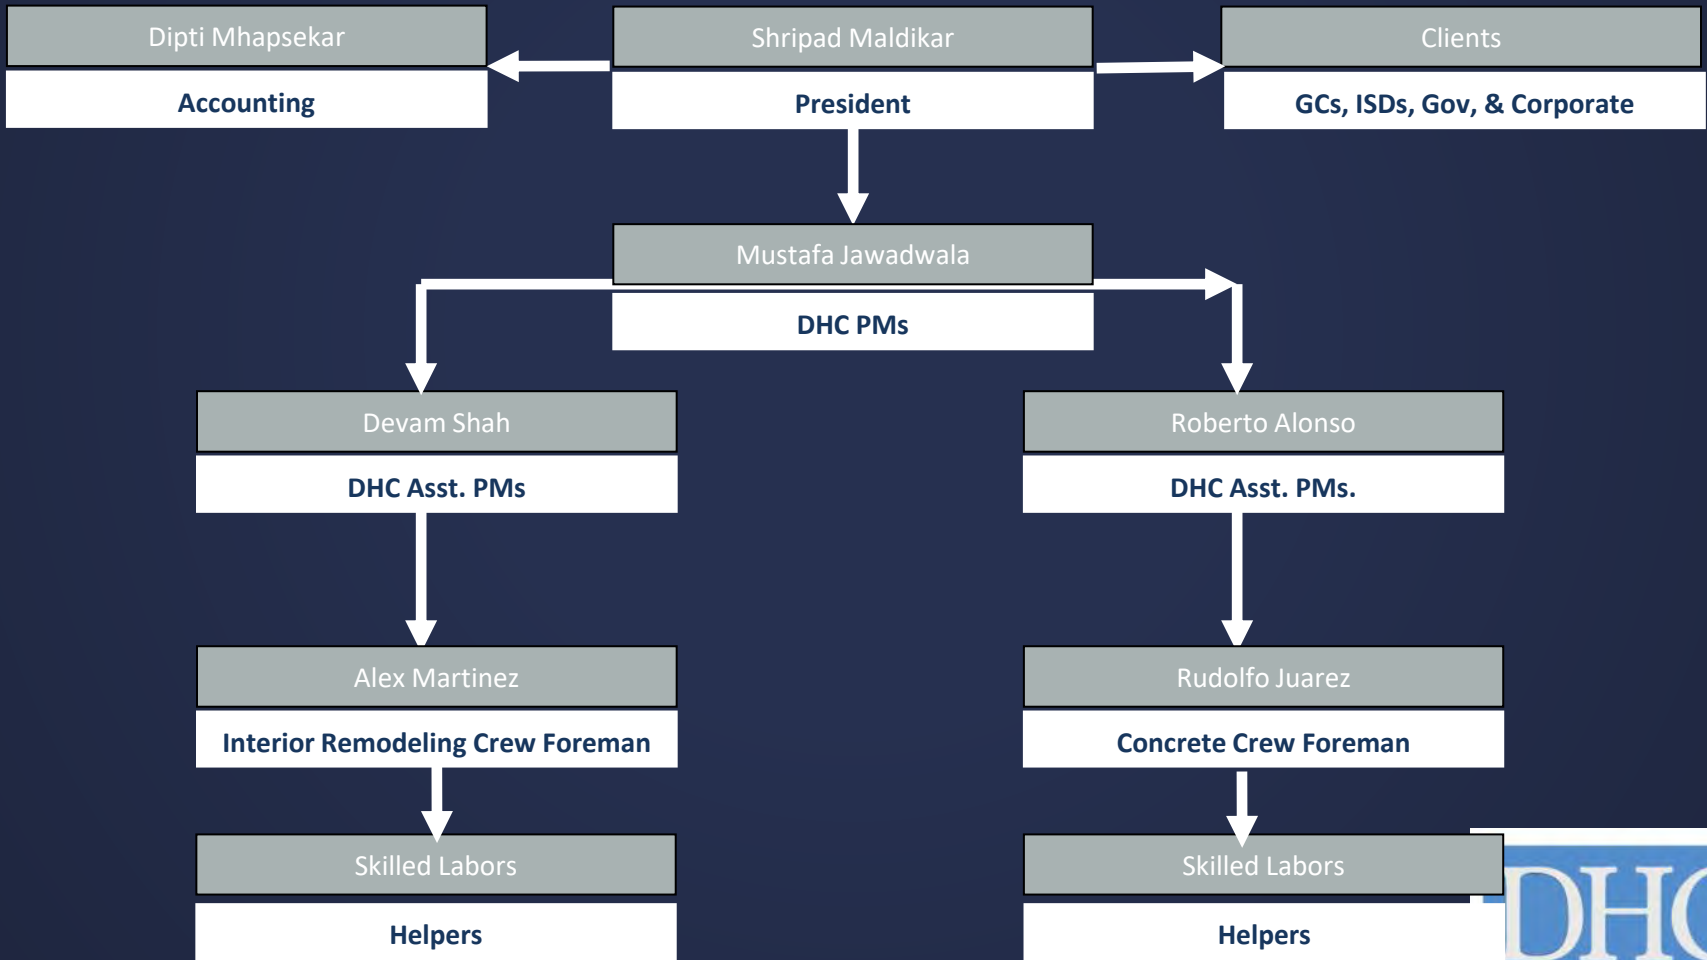 Dipti Mhapsekar
Accounting
Shripad Maldikar
President
Clients
GCs, ISDs, Gov, & Corporate
Mustafa Jawadwala
DHC PMs
Devam Shah
DHC Asst. PMs
Roberto Alonso
DHC Asst. PMs.
Alex Martinez
Interior Remodeling Crew Foreman
Rudolfo Juarez
Concrete Crew Foreman
Skilled Labors
Helpers
Skilled Labors
Helpers
DHC